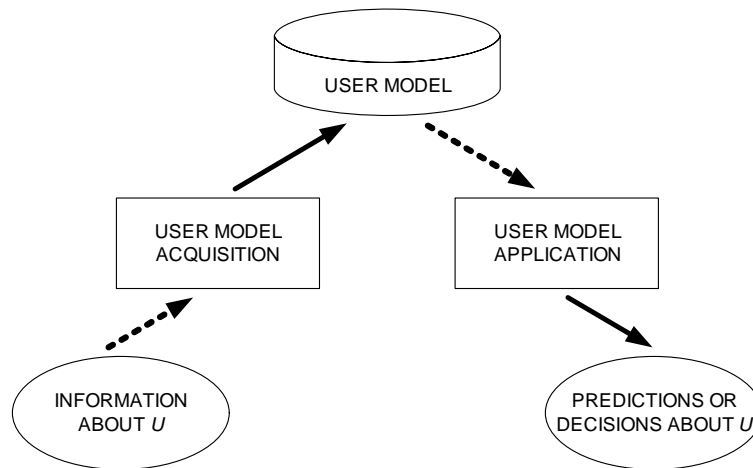 USER MODEL
USER MODEL
ACQUISITION
USER MODEL
APPLICATION
INFORMATION
ABOUT U
PREDICTIONS OR
DECISIONS ABOUT U